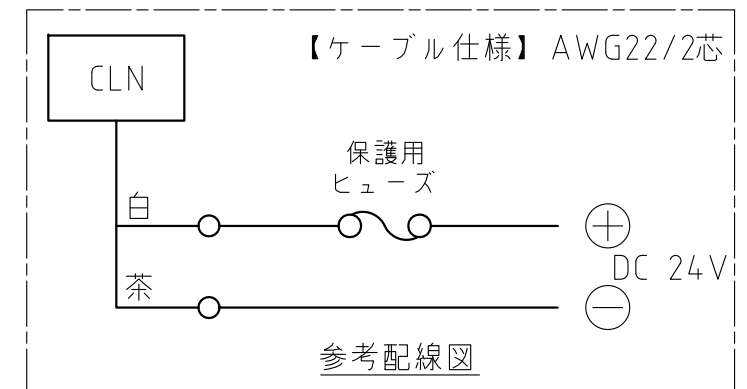 【ケーブル仕様】 AWG22/2芯
CLN
保護用
ヒューズ
白
+
DC 24V
茶
−
参考配線図